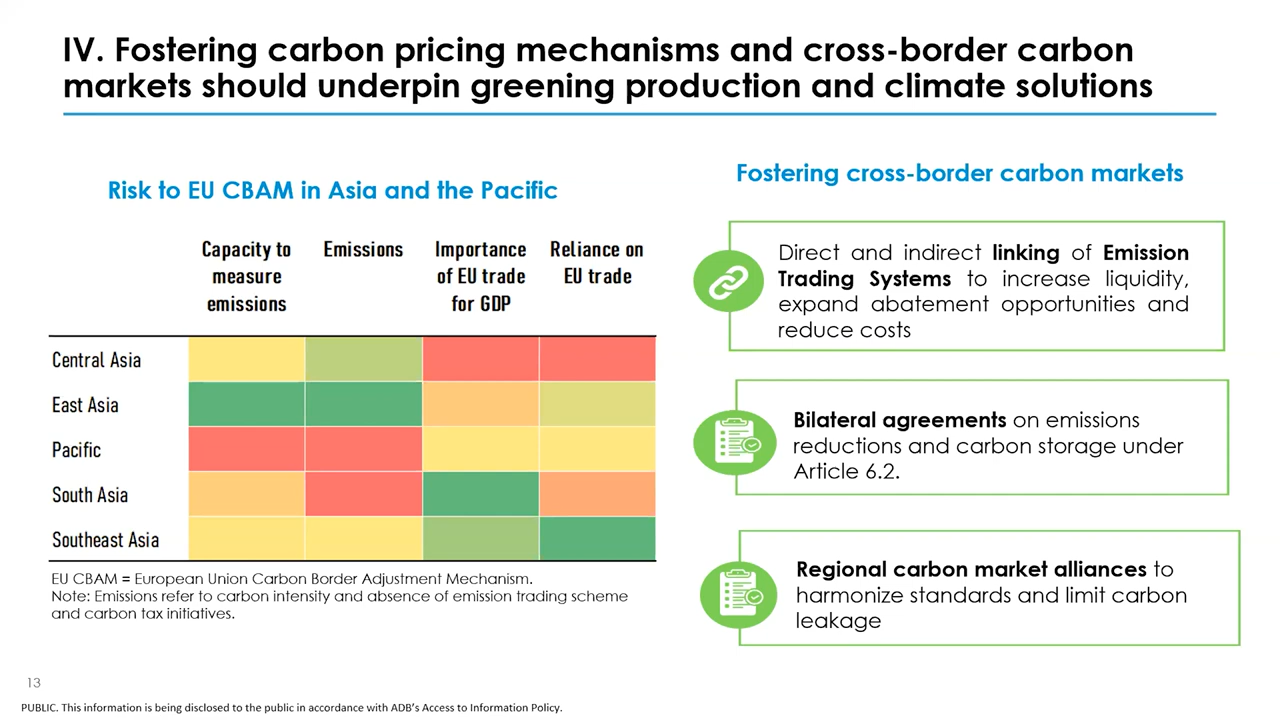 IV. Fostering carbon pricing mechanisms and cross-border carbon
markets should underpin greening production and climate solutions
Risk to EU CBAM in Asia and the Pacific
Capacity to
measure
emissions
Emissions
Importance
of EU trade
for GDP
Reliance on
EU trade
Central Asia
East Asia
Pacific
South Asia
Southeast Asia
EU CBAM = European Union Carbon Border Adjustment Mechanism.
Note: Emissions refer to carbon intensity and absence of emission trading scheme
and carbon tax initiatives.
Fostering cross-border carbon markets
Direct and indirect linking of Emission
Trading Systems to increase liquidity,
expand abatement opportunities and
reduce costs
Bilateral agreements on emissions
reductions and carbon storage under
Article 6.2.
Regional carbon market alliances to
harmonize standards and limit carbon
leakage
13
PUBLIC. This information is being disclosed to the public in accordance with ADB's Access to Information Policy.